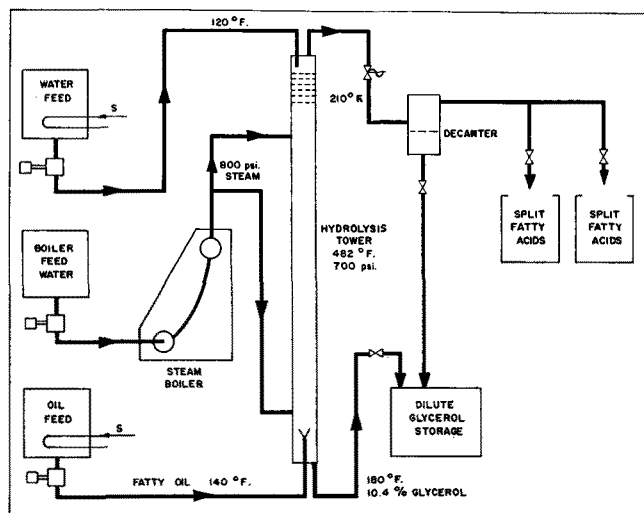 120°F.
WATER
FEED
S
210°F.
DECANTER
800 psi.
STEAM
SPLIT
FATTY
ACIDS
SPLIT
FATTY
ACIDS
HYDROLYSIS
TOWER
482°F.
700 psi.
BOILER
FEED
WATER
STEAM
BOILER
OIL
FEED
S
DILUTE
GLYCEROL
STORAGE
FATTY OIL 140°F.
180°F.
10.4 % GLYCEROL